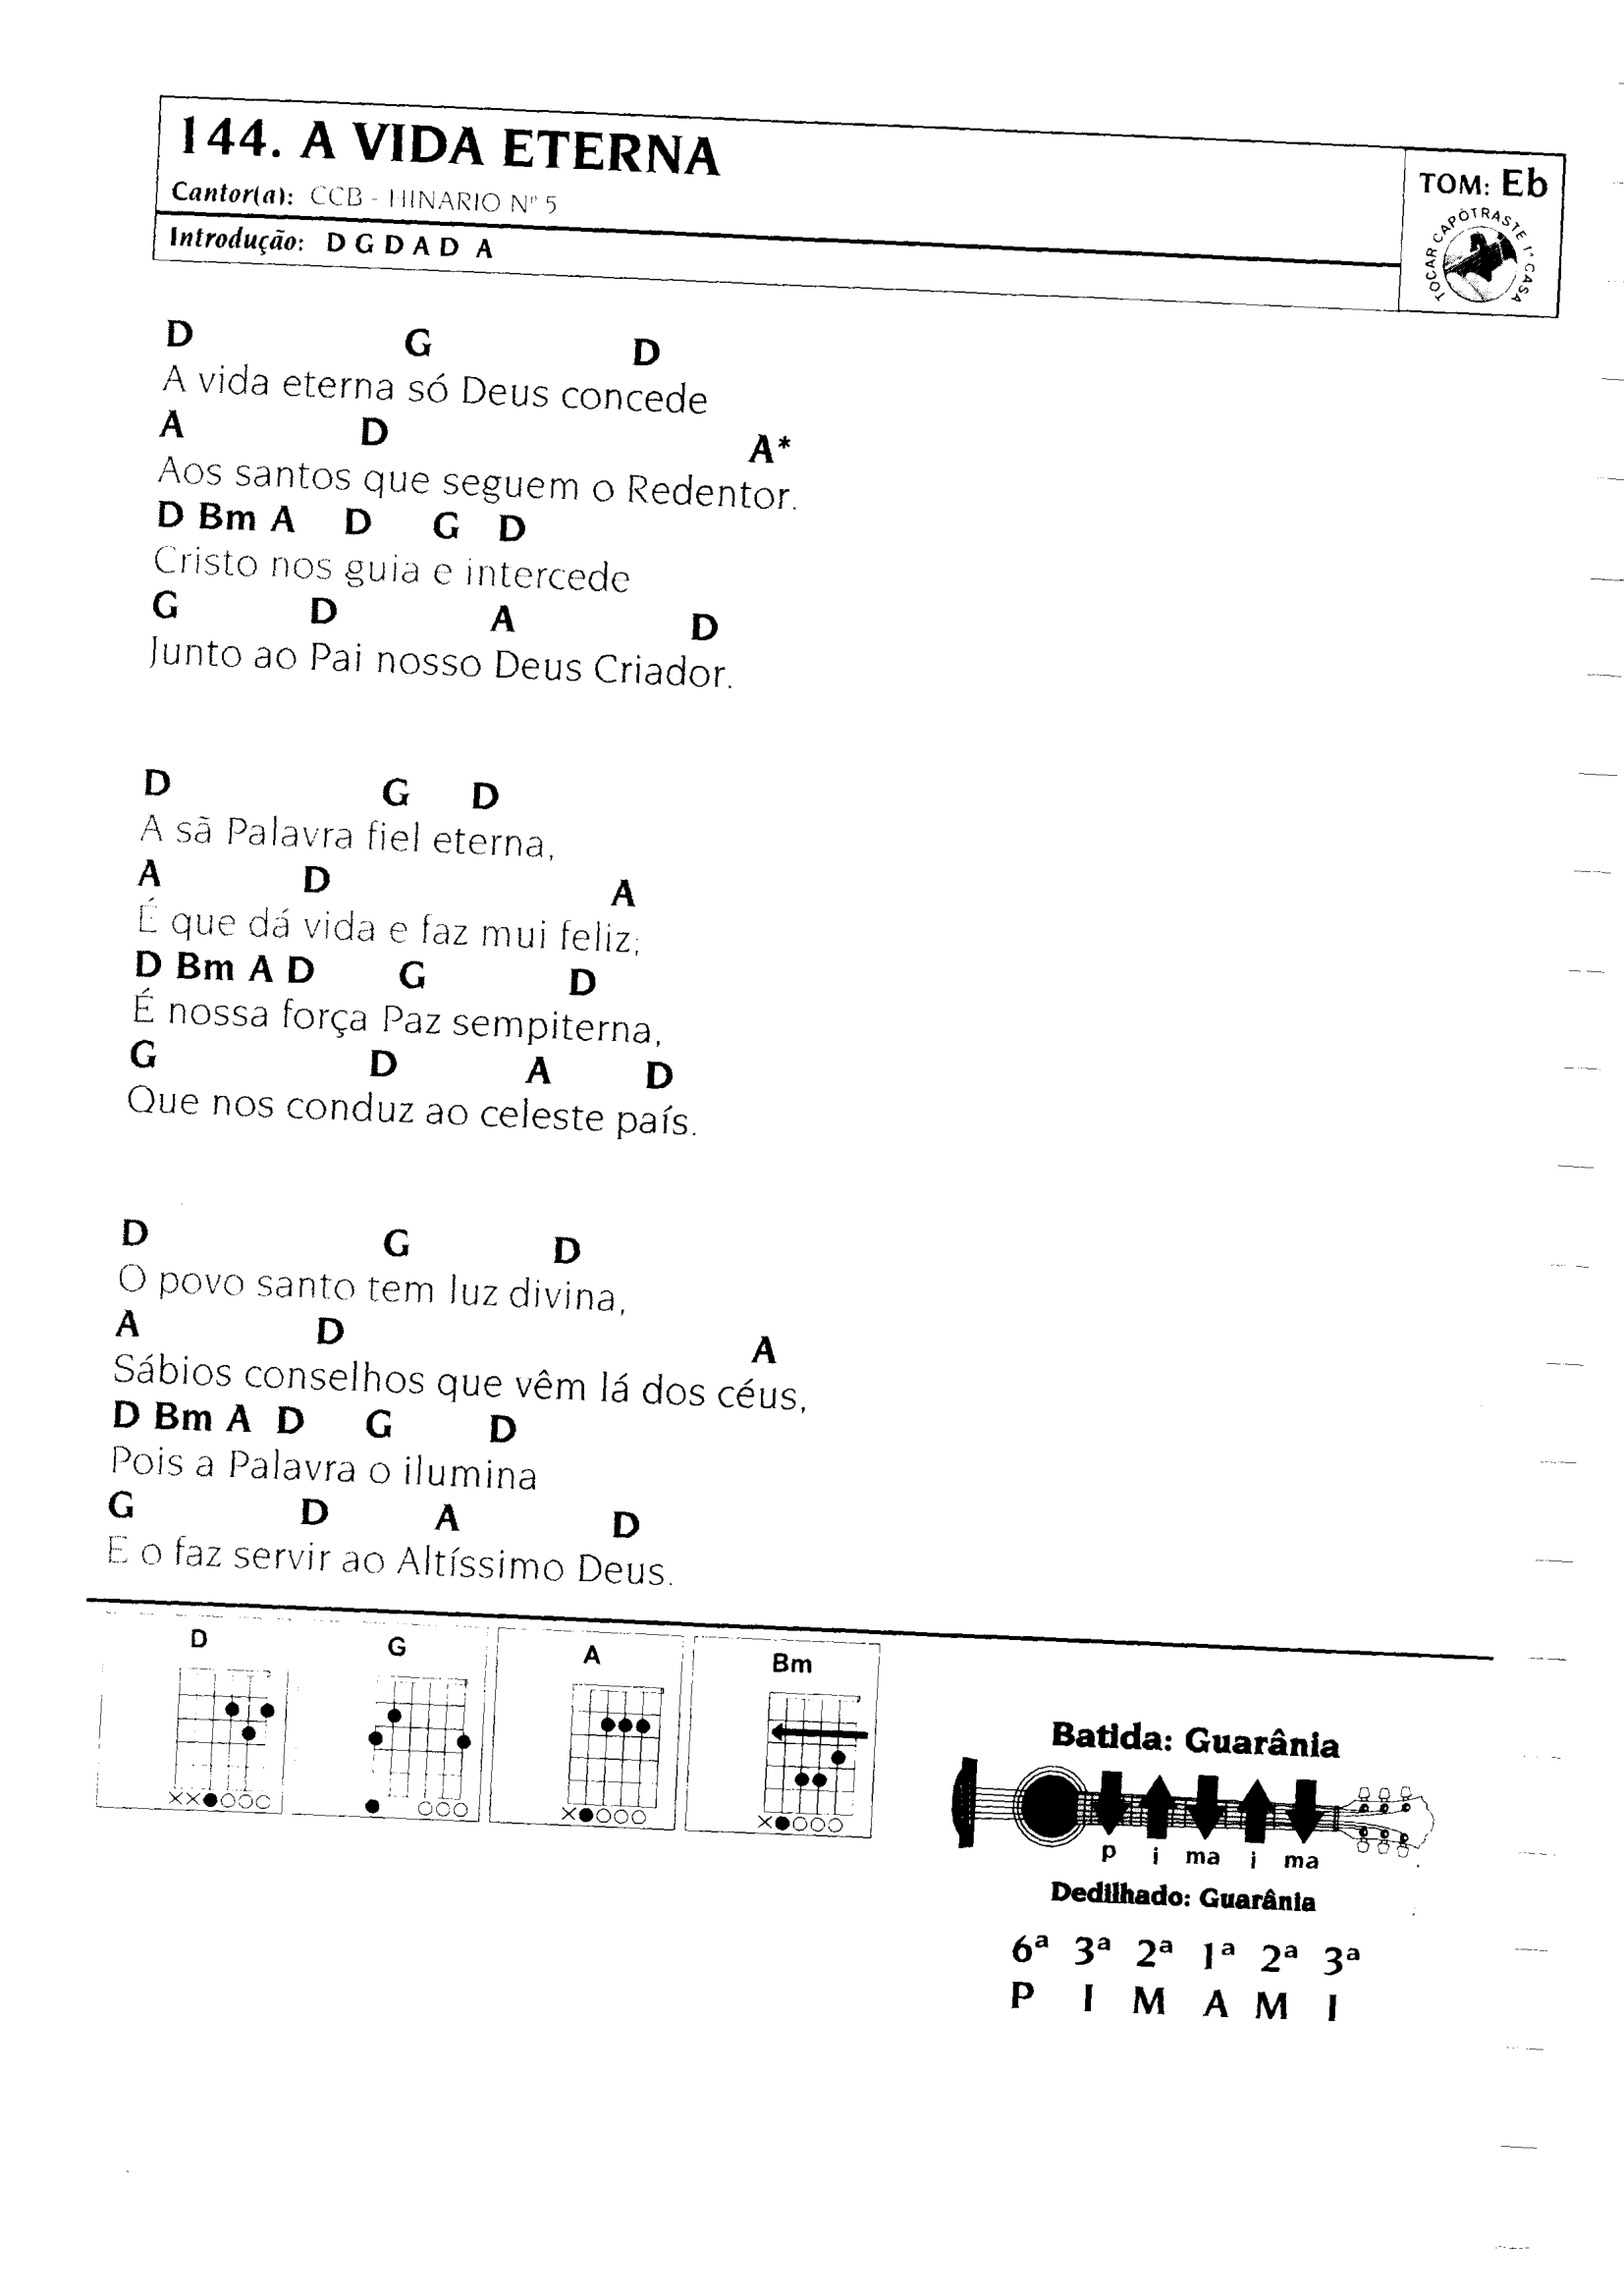 144. A VIDA ETERNA
Cantor(a): CCB - HINARIO Nº 5
Introdução: D G D A D A
TOM: Eb
TOCAR CAPOTRASTE 1ª CASA
D G D
A vida eterna só Deus concede
A D A*
Aos santos que seguem o Redentor.
D Bm A D G D
Cristo nos guia e intercede
G D A D
Junto ao Pai nosso Deus Criador.
D G D
A sã Palavra fiel eterna,
A D A
É que dá vida e faz mui feliz;
D Bm A D G D
É nossa força Paz sempiterna,
G D A D
Que nos conduz ao celeste país.
D G D
O povo santo tem luz divina,
A D A
Sábios conselhos que vêm lá dos céus,
D Bm A D G D
Pois a Palavra o ilumina
G D A D
E o faz servir ao Altíssimo Deus.
D G A Bm
Batida: Guarânia
p i ma i ma
Dedilhado: Guarânia
6ª 3ª 2ª 1ª 2ª 3ª
P I M A M I